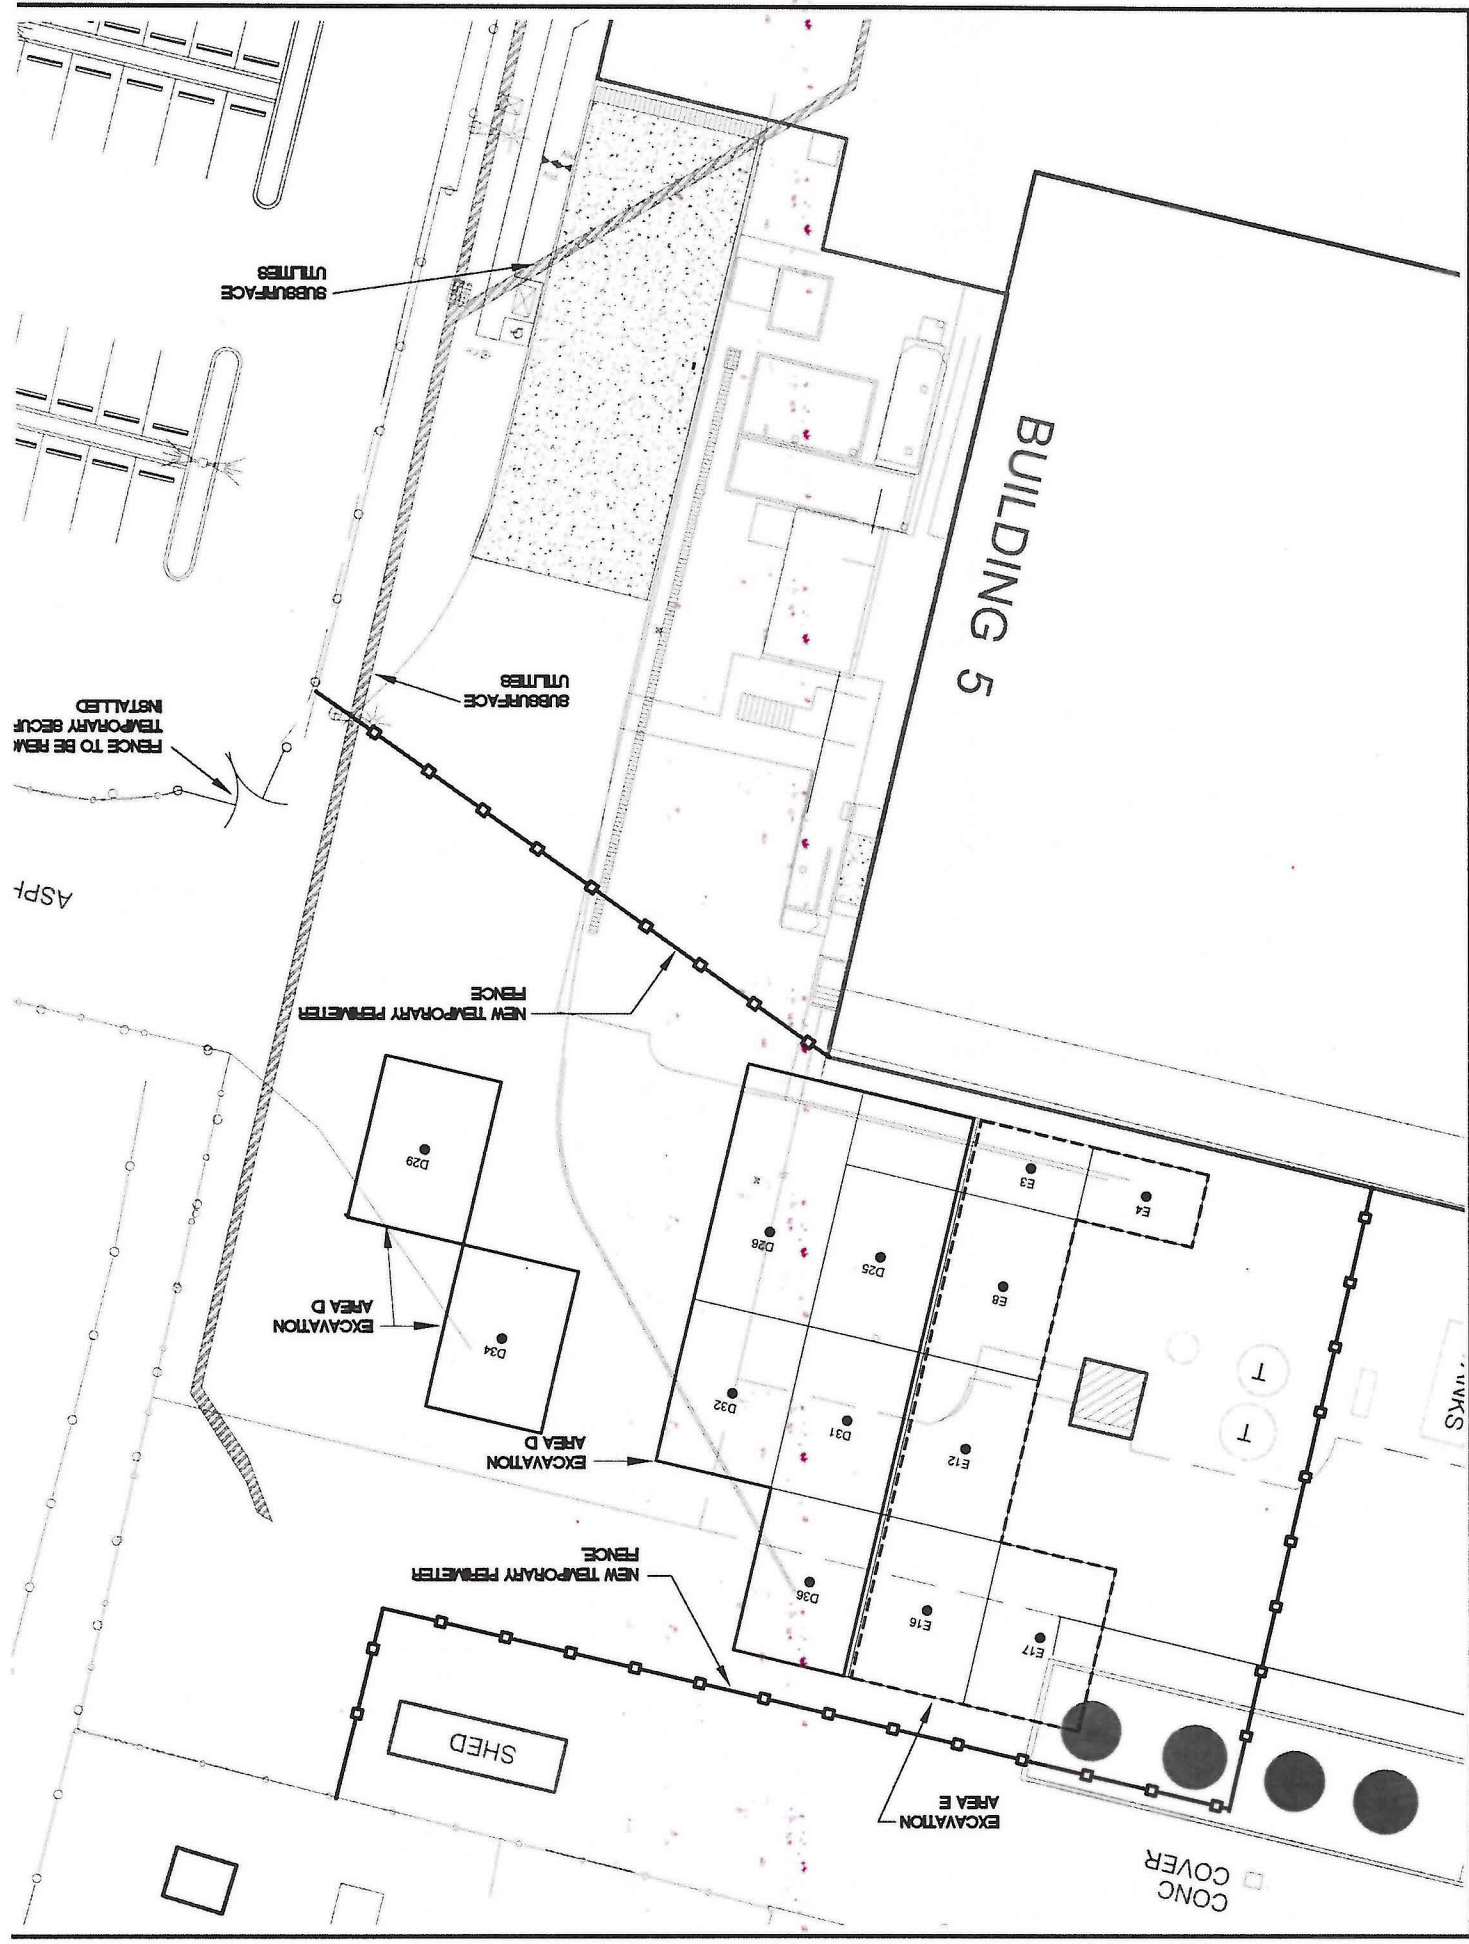 CONC
COVER
EXCAVATION
AREA E
SHED
NEW TEMPORARY PERIMETER
FENCE
E17
E16
D36
EXCAVATION
AREA D
E12
D31
D32
T
T
D34
EXCAVATION
AREA D
E8
D25
D26
E4
E3
D29
NEW TEMPORARY PERIMETER
FENCE
ASPH
FENCE TO BE
TEMPORARY
INSTALLED
SUBSURFACE
UTILITIES
BUILDING 5
SUBSURFACE
UTILITIES